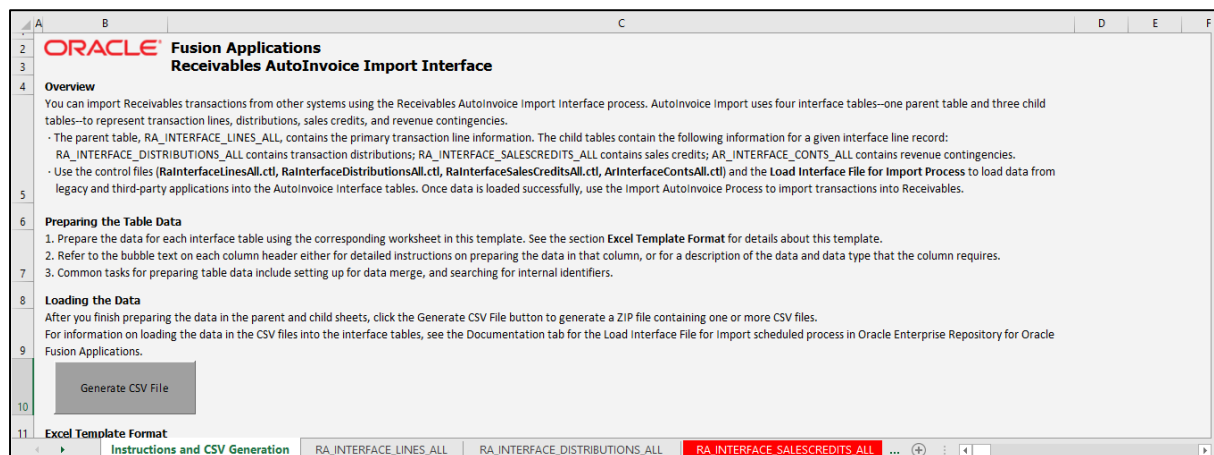 A B C D E F
2 ORACLE Fusion Applications
3 Receivables AutoInvoice Import Interface
4 Overview
You can import Receivables transactions from other systems using the Receivables AutoInvoice Import Interface process. AutoInvoice Import uses four interface tables--one parent table and three child
tables--to represent transaction lines, distributions, sales credits, and revenue contingencies.
· The parent table, RA_INTERFACE_LINES_ALL, contains the primary transaction line information. The child tables contain the following information for a given interface line record:
RA_INTERFACE_DISTRIBUTIONS_ALL contains transaction distributions; RA_INTERFACE_SALESCREDITS_ALL contains sales credits; AR_INTERFACE_CONTS_ALL contains revenue contingencies.
· Use the control files (RaInterfaceLinesAll.ctl, RaInterfaceDistributionsAll.ctl, RaInterfaceSalesCreditsAll.ctl, ArInterfaceContsAll.ctl) and the Load Interface File for Import Process to load data from
5 legacy and third-party applications into the AutoInvoice Interface tables. Once data is loaded successfully, use the Import AutoInvoice Process to import transactions into Receivables.
6 Preparing the Table Data
1. Prepare the data for each interface table using the corresponding worksheet in this template. See the section Excel Template Format for details about this template.
2. Refer to the bubble text on each column header either for detailed instructions on preparing the data in that column, or for a description of the data and data type that the column requires.
7 3. Common tasks for preparing table data include setting up for data merge, and searching for internal identifiers.
8 Loading the Data
After you finish preparing the data in the parent and child sheets, click the Generate CSV File button to generate a ZIP file containing one or more CSV files.
For information on loading the data in the CSV files into the interface tables, see the Documentation tab for the Load Interface File for Import scheduled process in Oracle Enterprise Repository for Oracle
9 Fusion Applications.
Generate CSV File
10
11 Excel Template Format
Instructions and CSV Generation RA_INTERFACE_LINES_ALL RA_INTERFACE_DISTRIBUTIONS_ALL RA_INTERFACE_SALESCREDITS_ALL ...